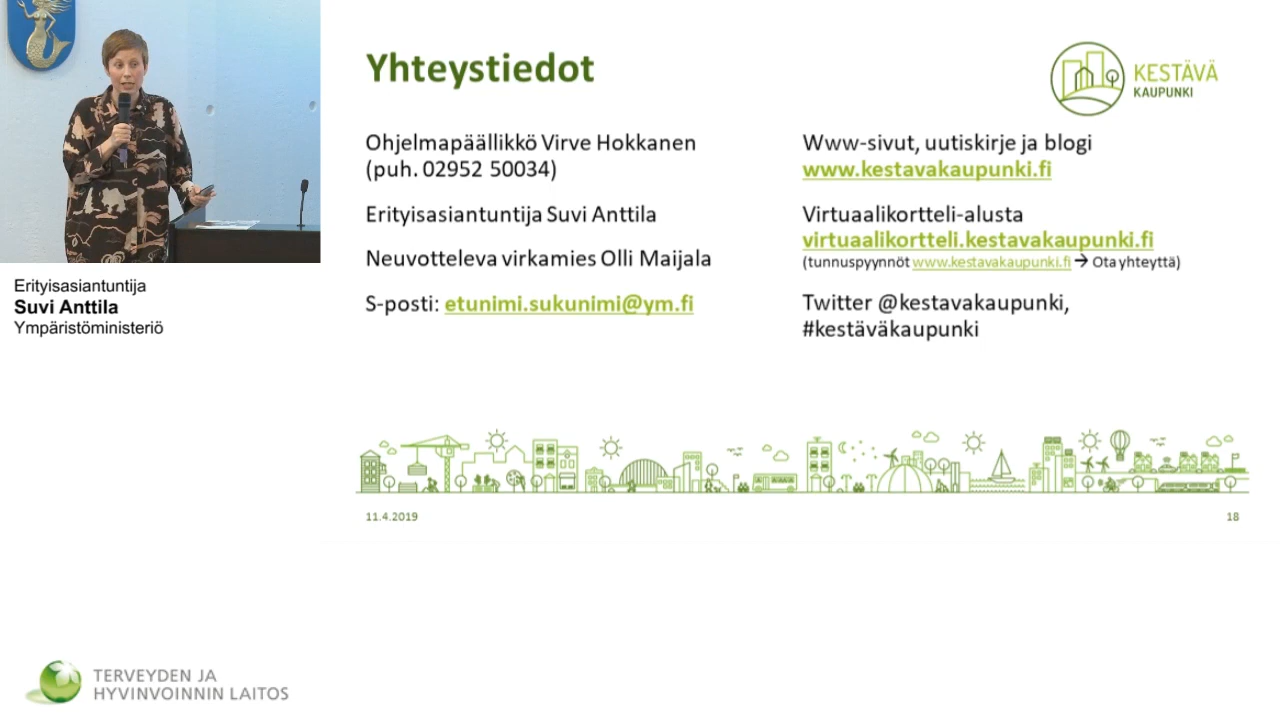 Erityisasiantuntija
Suvi Anttila
Ympäristöministeriö
Yhteystiedot
KESTÄVÄ
KAUPUNKI
Ohjelmapäällikkö Virve Hokkanen
(puh. 02952 50034)
Erityisasiantuntija Suvi Anttila
Neuvotteleva virkamies Olli Maijala
S-posti: etunimi.sukunimi@ym.fi
Www-sivut, uutiskirje ja blogi
www.kestavakaupunki.fi
Virtuaalikortteli-alusta
virtuaalikortteli.kestavakaupunki.fi
(tunnuspyynnöt www.kestavakaupunki.fi → Ota yhteyttä)
Twitter @kestavakaupunki,
#kestäväkaupunki
11.4.2019
18
TERVEYDEN JA
HYVINVOINNIN LAITOS